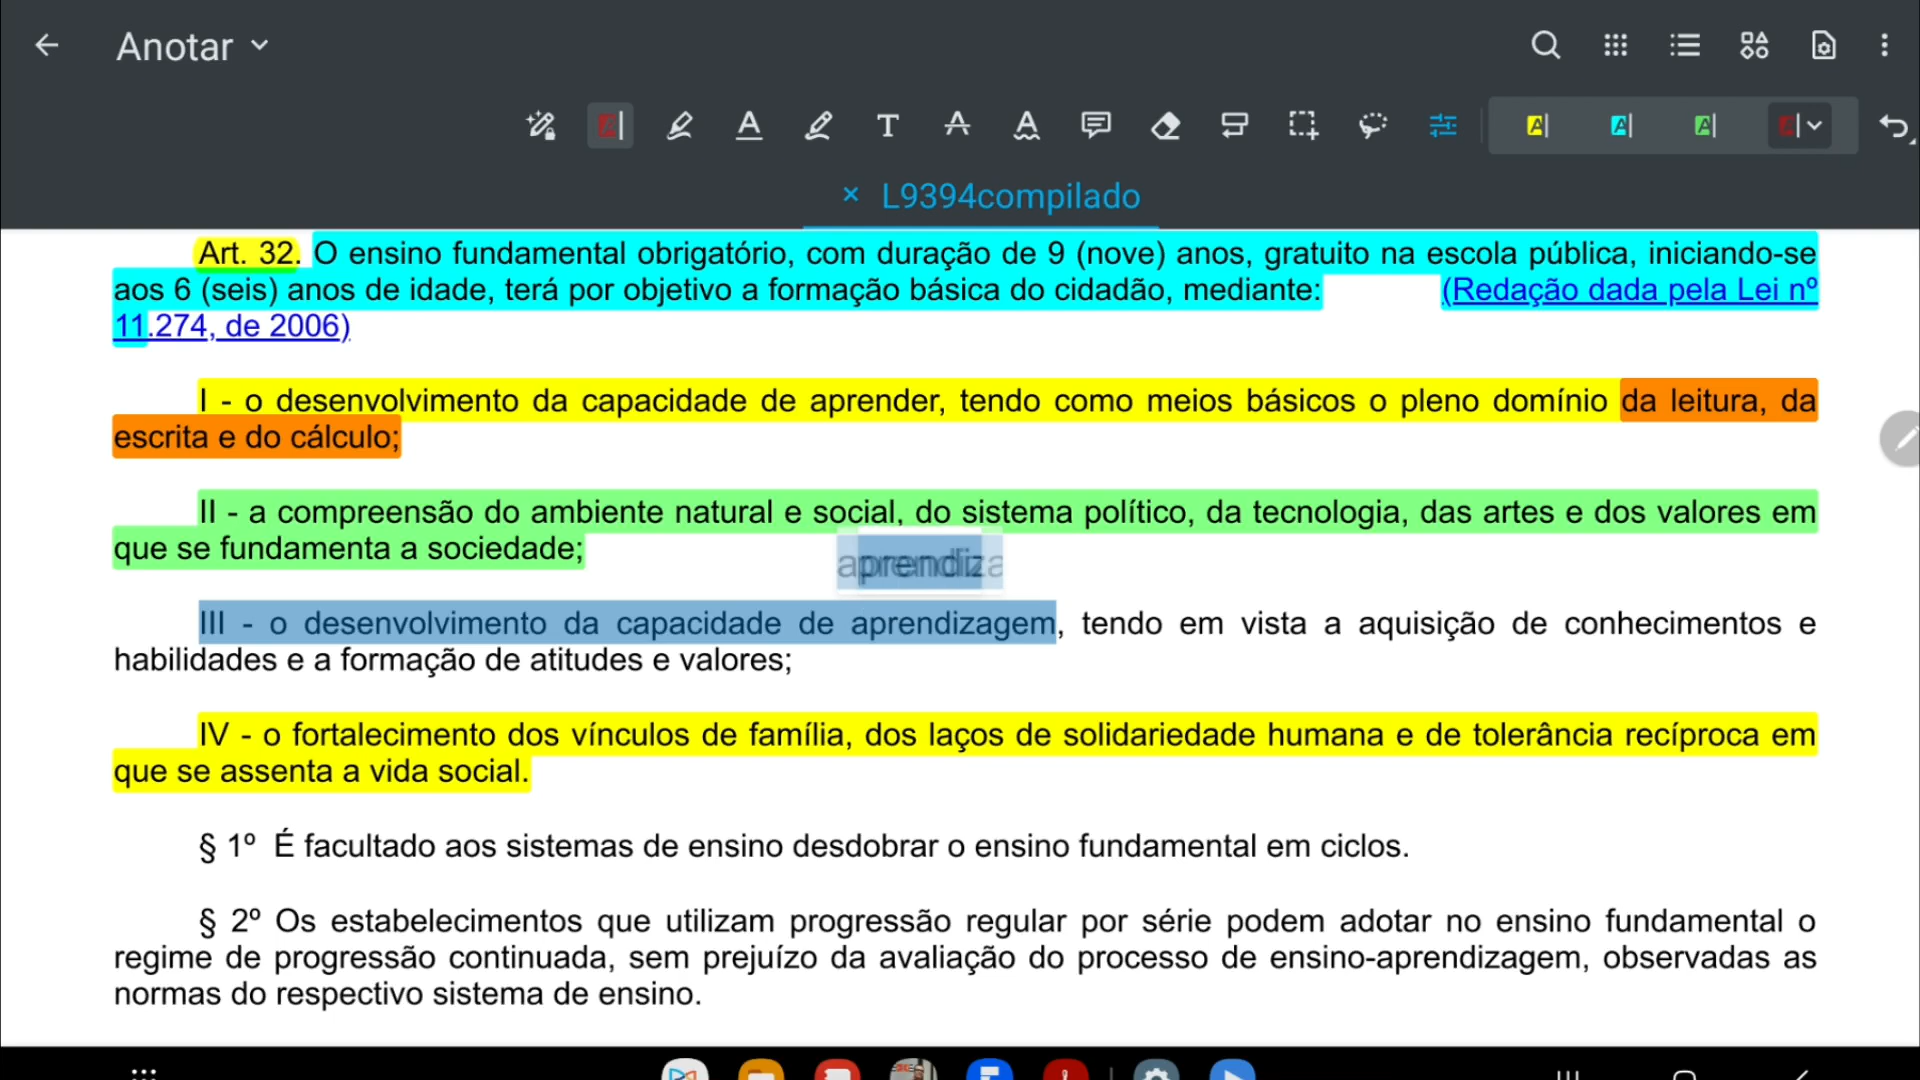 Anotar
L9394compilado
Art. 32. O ensino fundamental obrigatório, com duração de 9 (nove) anos, gratuito na escola pública, iniciando-se
aos 6 (seis) anos de idade, terá por objetivo a formação básica do cidadão, mediante: (Redação dada pela Lei nº
11.274, de 2006)
I - o desenvolvimento da capacidade de aprender, tendo como meios básicos o pleno domínio da leitura, da
escrita e do cálculo;
II - a compreensão do ambiente natural e social, do sistema político, da tecnologia, das artes e dos valores em
que se fundamenta a sociedade;
aprendiza
III - o desenvolvimento da capacidade de aprendizagem, tendo em vista a aquisição de conhecimentos e
habilidades e a formação de atitudes e valores;
IV - o fortalecimento dos vínculos de família, dos laços de solidariedade humana e de tolerância recíproca em
que se assenta a vida social.
§ 1º É facultado aos sistemas de ensino desdobrar o ensino fundamental em ciclos.
§ 2º Os estabelecimentos que utilizam progressão regular por série podem adotar no ensino fundamental o
regime de progressão continuada, sem prejuízo da avaliação do processo de ensino-aprendizagem, observadas as
normas do respectivo sistema de ensino.